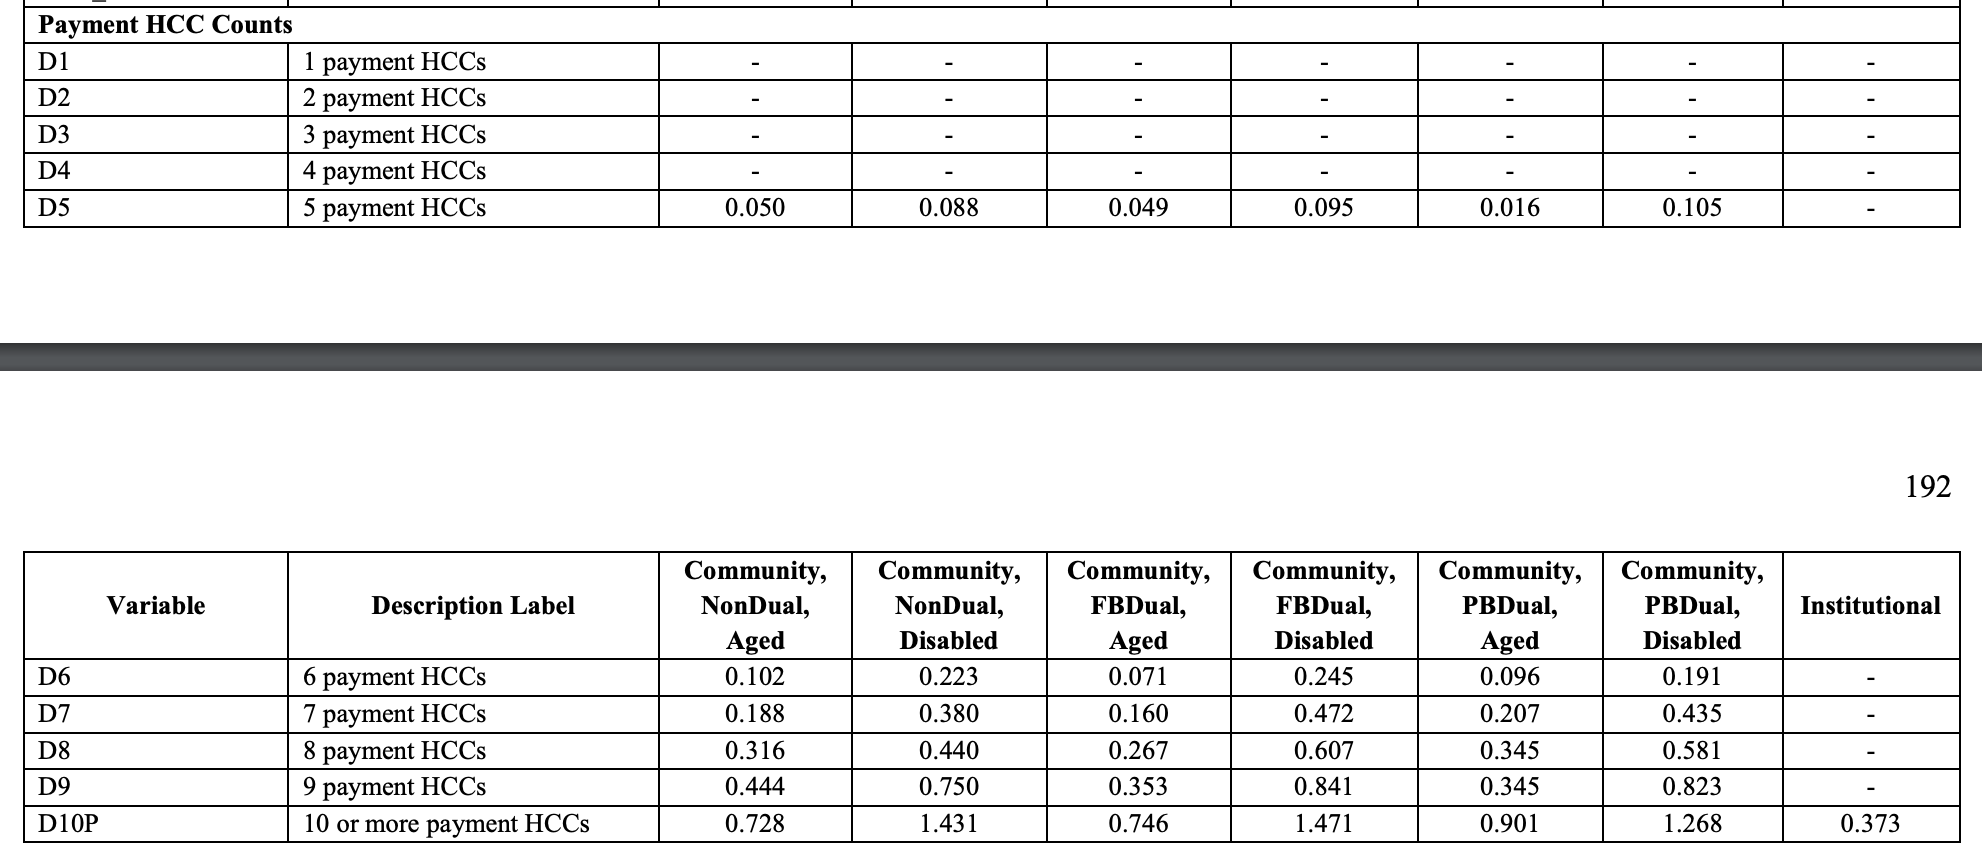 Payment HCC Counts
D1 1 payment HCCs - - - - - - -
D2 2 payment HCCs - - - - - - -
D3 3 payment HCCs - - - - - - -
D4 4 payment HCCs - - - - - - -
D5 5 payment HCCs 0.050 0.088 0.049 0.095 0.016 0.105 -
192
Variable Description Label Community, NonDual, Aged Community, NonDual, Disabled Community, FBDual, Aged Community, FBDual, Disabled Community, PBDual, Aged Community, PBDual, Disabled Institutional
D6 6 payment HCCs 0.102 0.223 0.071 0.245 0.096 0.191 -
D7 7 payment HCCs 0.188 0.380 0.160 0.472 0.207 0.435 -
D8 8 payment HCCs 0.316 0.440 0.267 0.607 0.345 0.581 -
D9 9 payment HCCs 0.444 0.750 0.353 0.841 0.345 0.823 -
D10P 10 or more payment HCCs 0.728 1.431 0.746 1.471 0.901 1.268 0.373